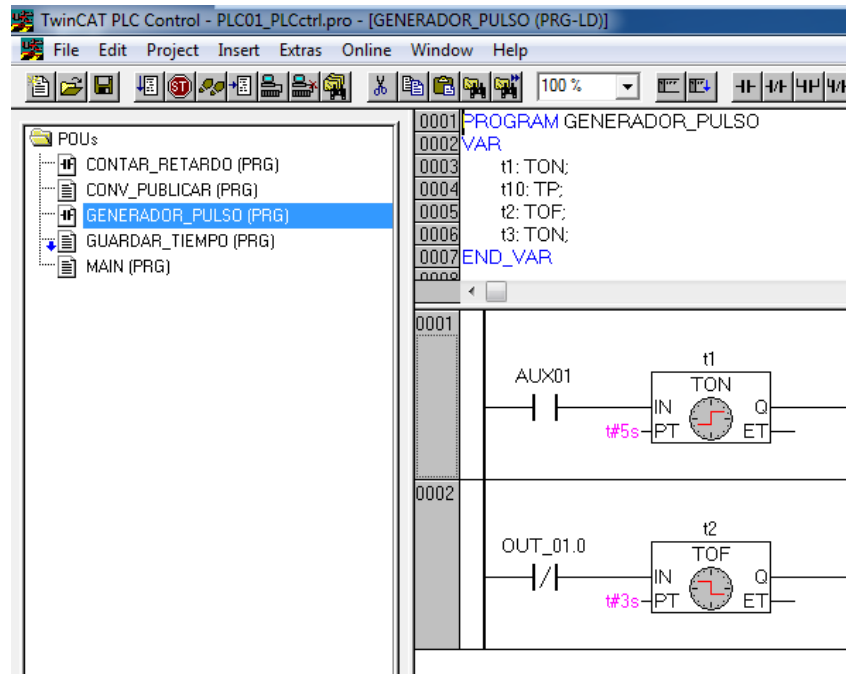 TwinCAT PLC Control - PLC01_PLCctrl.pro - [GENERADOR_PULSO (PRG-LD)]
File Edit Project Insert Extras Online Window Help
100 %
POUs
CONTAR_RETARDO (PRG)
CONV_PUBLICAR (PRG)
GENERADOR_PULSO (PRG)
GUARDAR_TIEMPO (PRG)
MAIN (PRG)
0001 PROGRAM GENERADOR_PULSO
0002 VAR
0003 t1: TON;
0004 t10: TP;
0005 t2: TOF;
0006 t3: TON;
0007 END_VAR
0001
t1
AUX01
TON
IN Q
t#5s PT ET
0002
t2
OUT_01.0
TOF
IN Q
t#3s PT ET